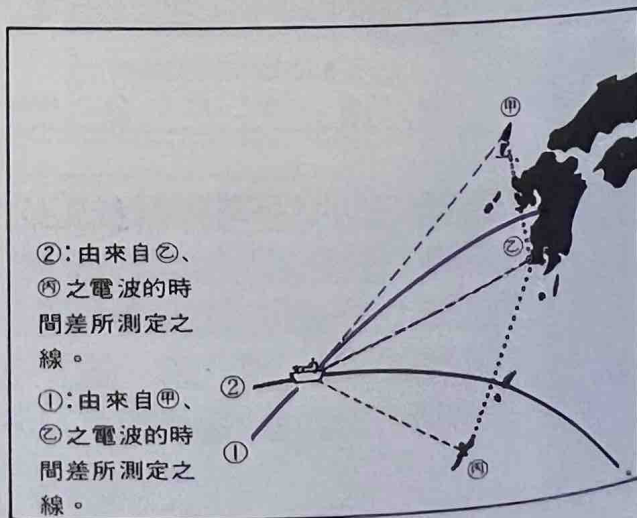 ㊙甲
②:由來自㊚乙、
丙之電波的時
間差所測定之
線。
①:由來自甲、
乙之電波的時
間差所測定之
線。
乙
②
①
丙